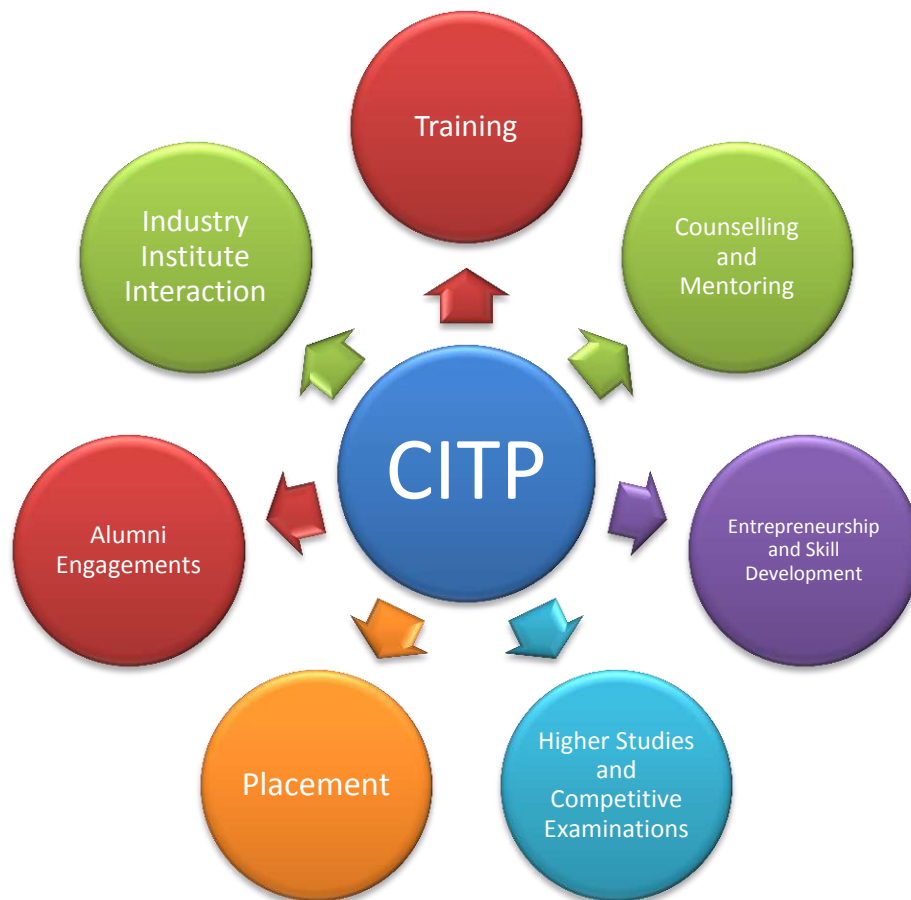 Training
Counselling
and
Mentoring
Entrepreneurship
and Skill
Development
Higher Studies
and
Competitive
Examinations
Placement
Alumni
Engagements
Industry
Institute
Interaction
CITP